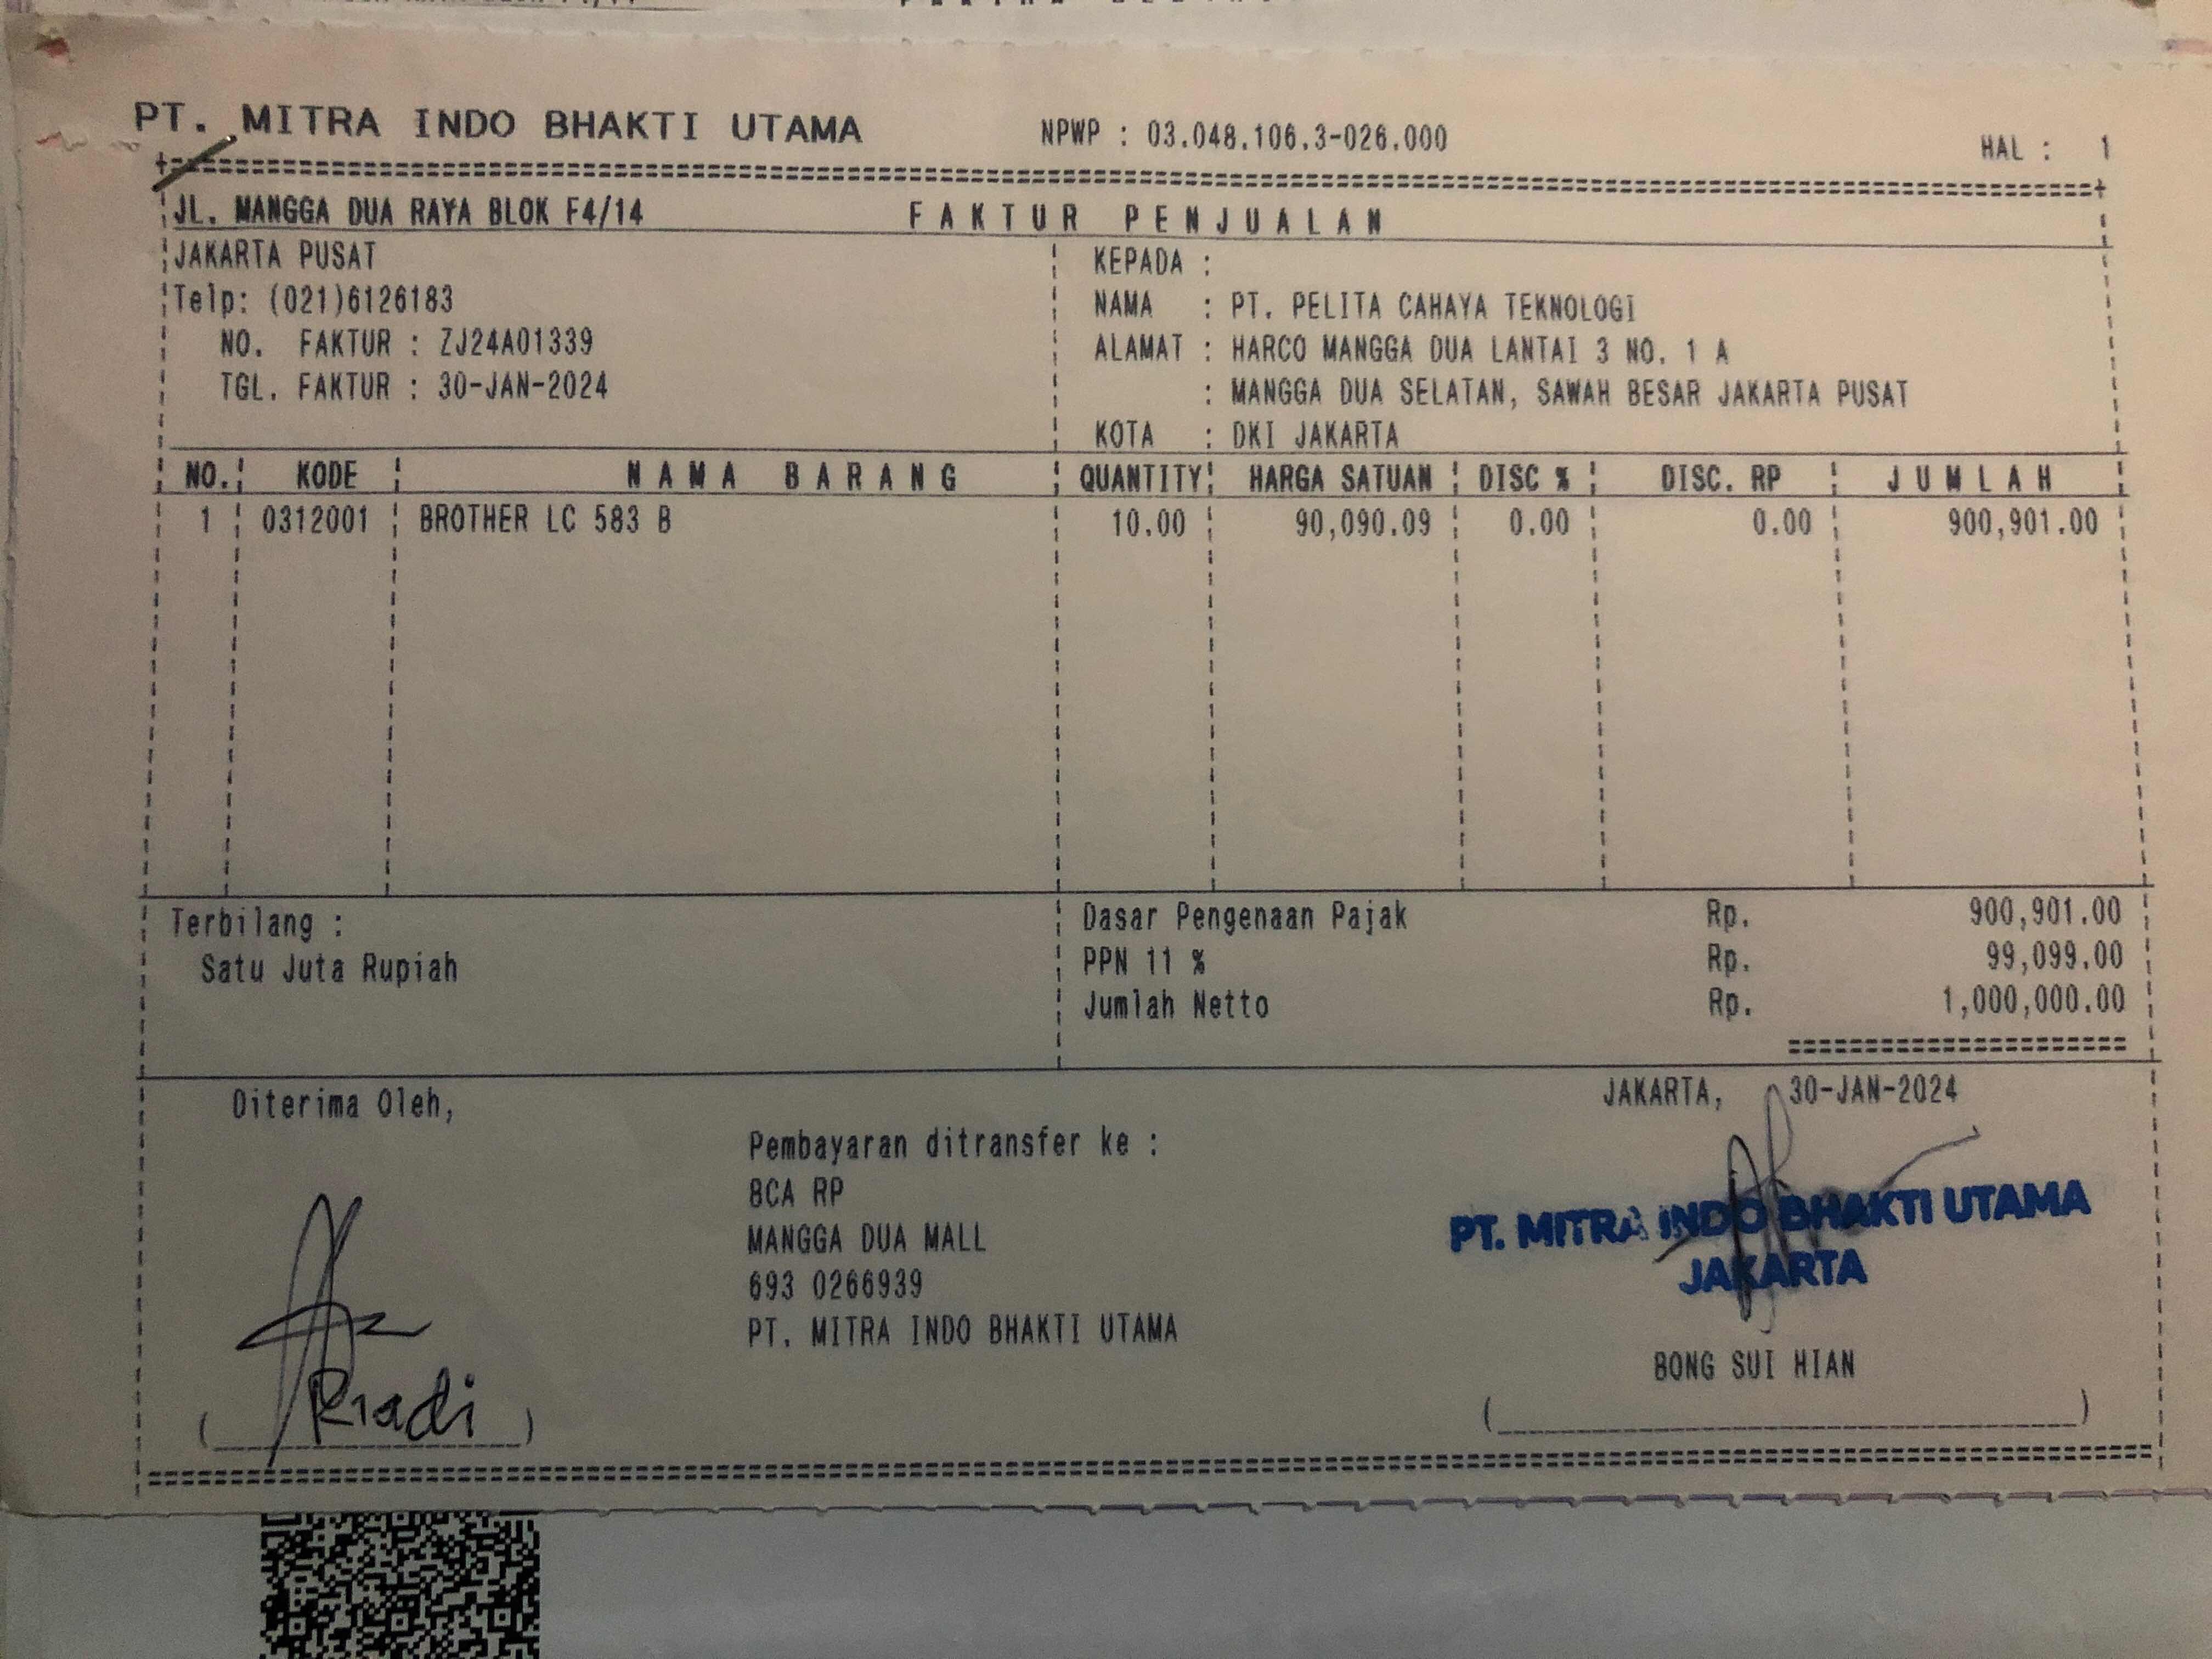 PT. MITRA INDO BHAKTI UTAMA NPWP : 03.048.106.3-026.000 HAL : 1
JL. MANGGA DUA RAYA BLOK F4/14 FAKTUR PENJUALAN
JAKARTA PUSAT
Telp: (021)6126183
NO. FAKTUR : ZJ24A01339
TGL. FAKTUR : 30-JAN-2024
KEPADA :
NAMA : PT. PELITA CAHAYA TEKNOLOGI
ALAMAT : HARCO MANGGA DUA LANTAI 3 NO. 1 A
: MANGGA DUA SELATAN, SAWAH BESAR JAKARTA PUSAT
KOTA : DKI JAKARTA
NO. KODE NAMA BARANG QUANTITY HARGA SATUAN DISC % DISC. RP JUMLAH
1 0312001 BROTHER LC 583 B 10.00 90,090.09 0.00 0.00 900,901.00
Terbilang :
Satu Juta Rupiah
Dasar Pengenaan Pajak Rp. 900,901.00
PPN 11 % Rp. 99,099.00
Jumlah Netto Rp. 1,000,000.00
Diterima Oleh,
Riadi
Pembayaran ditransfer ke :
BCA RP
MANGGA DUA MALL
693 0266939
PT. MITRA INDO BHAKTI UTAMA
JAKARTA, 30-JAN-2024
PT. MITRA INDO BHAKTI UTAMA
JAKARTA
BONG SUI HIAN